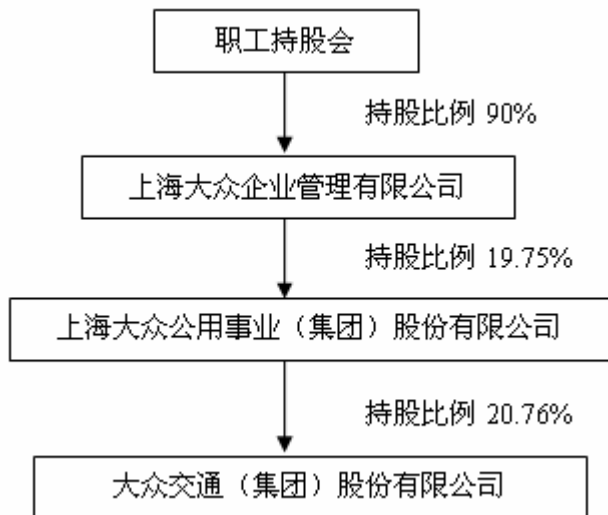 职工持股会
持股比例 90%
上海大众企业管理有限公司
持股比例 19.75%
上海大众公用事业（集团）股份有限公司
持股比例 20.76%
大众交通（集团）股份有限公司